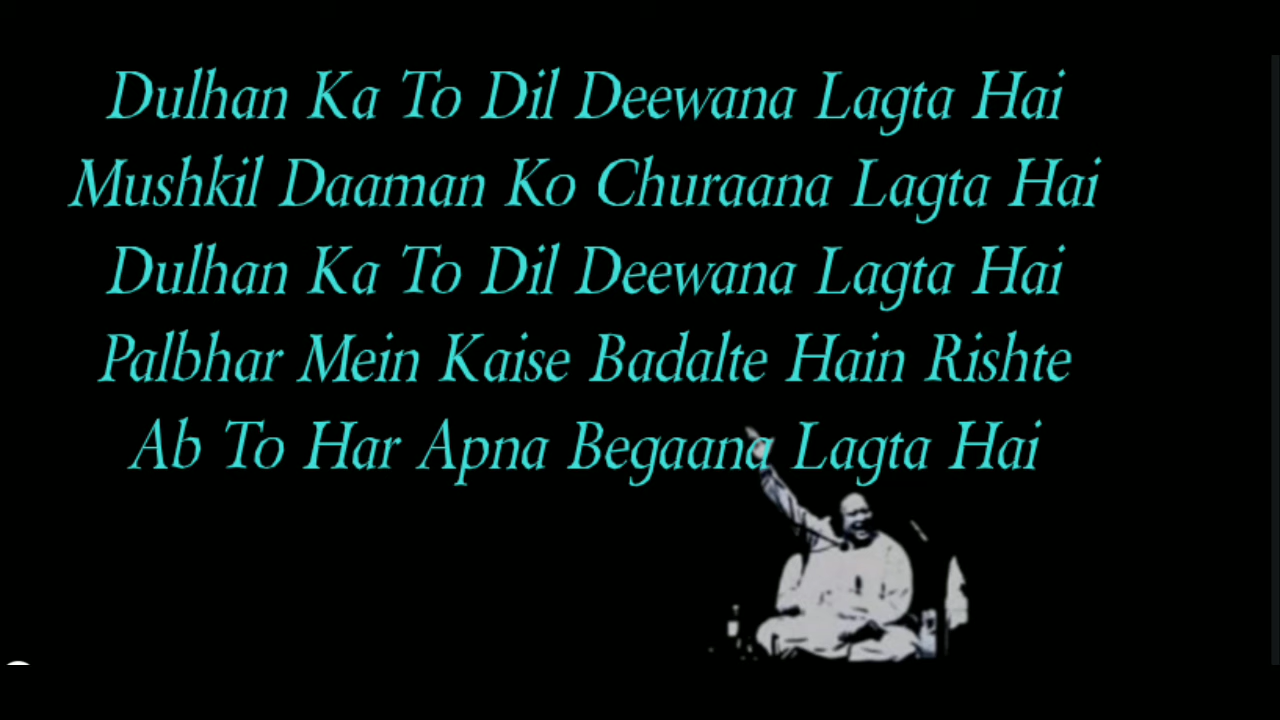 Dulhan Ka To Dil Deewana Lagta Hai
Mushkil Daaman Ko Churaana Lagta Hai
Dulhan Ka To Dil Deewana Lagta Hai
Palbhar Mein Kaise Badalte Hain Rishte
Ab To Har Apna Begaana Lagta Hai